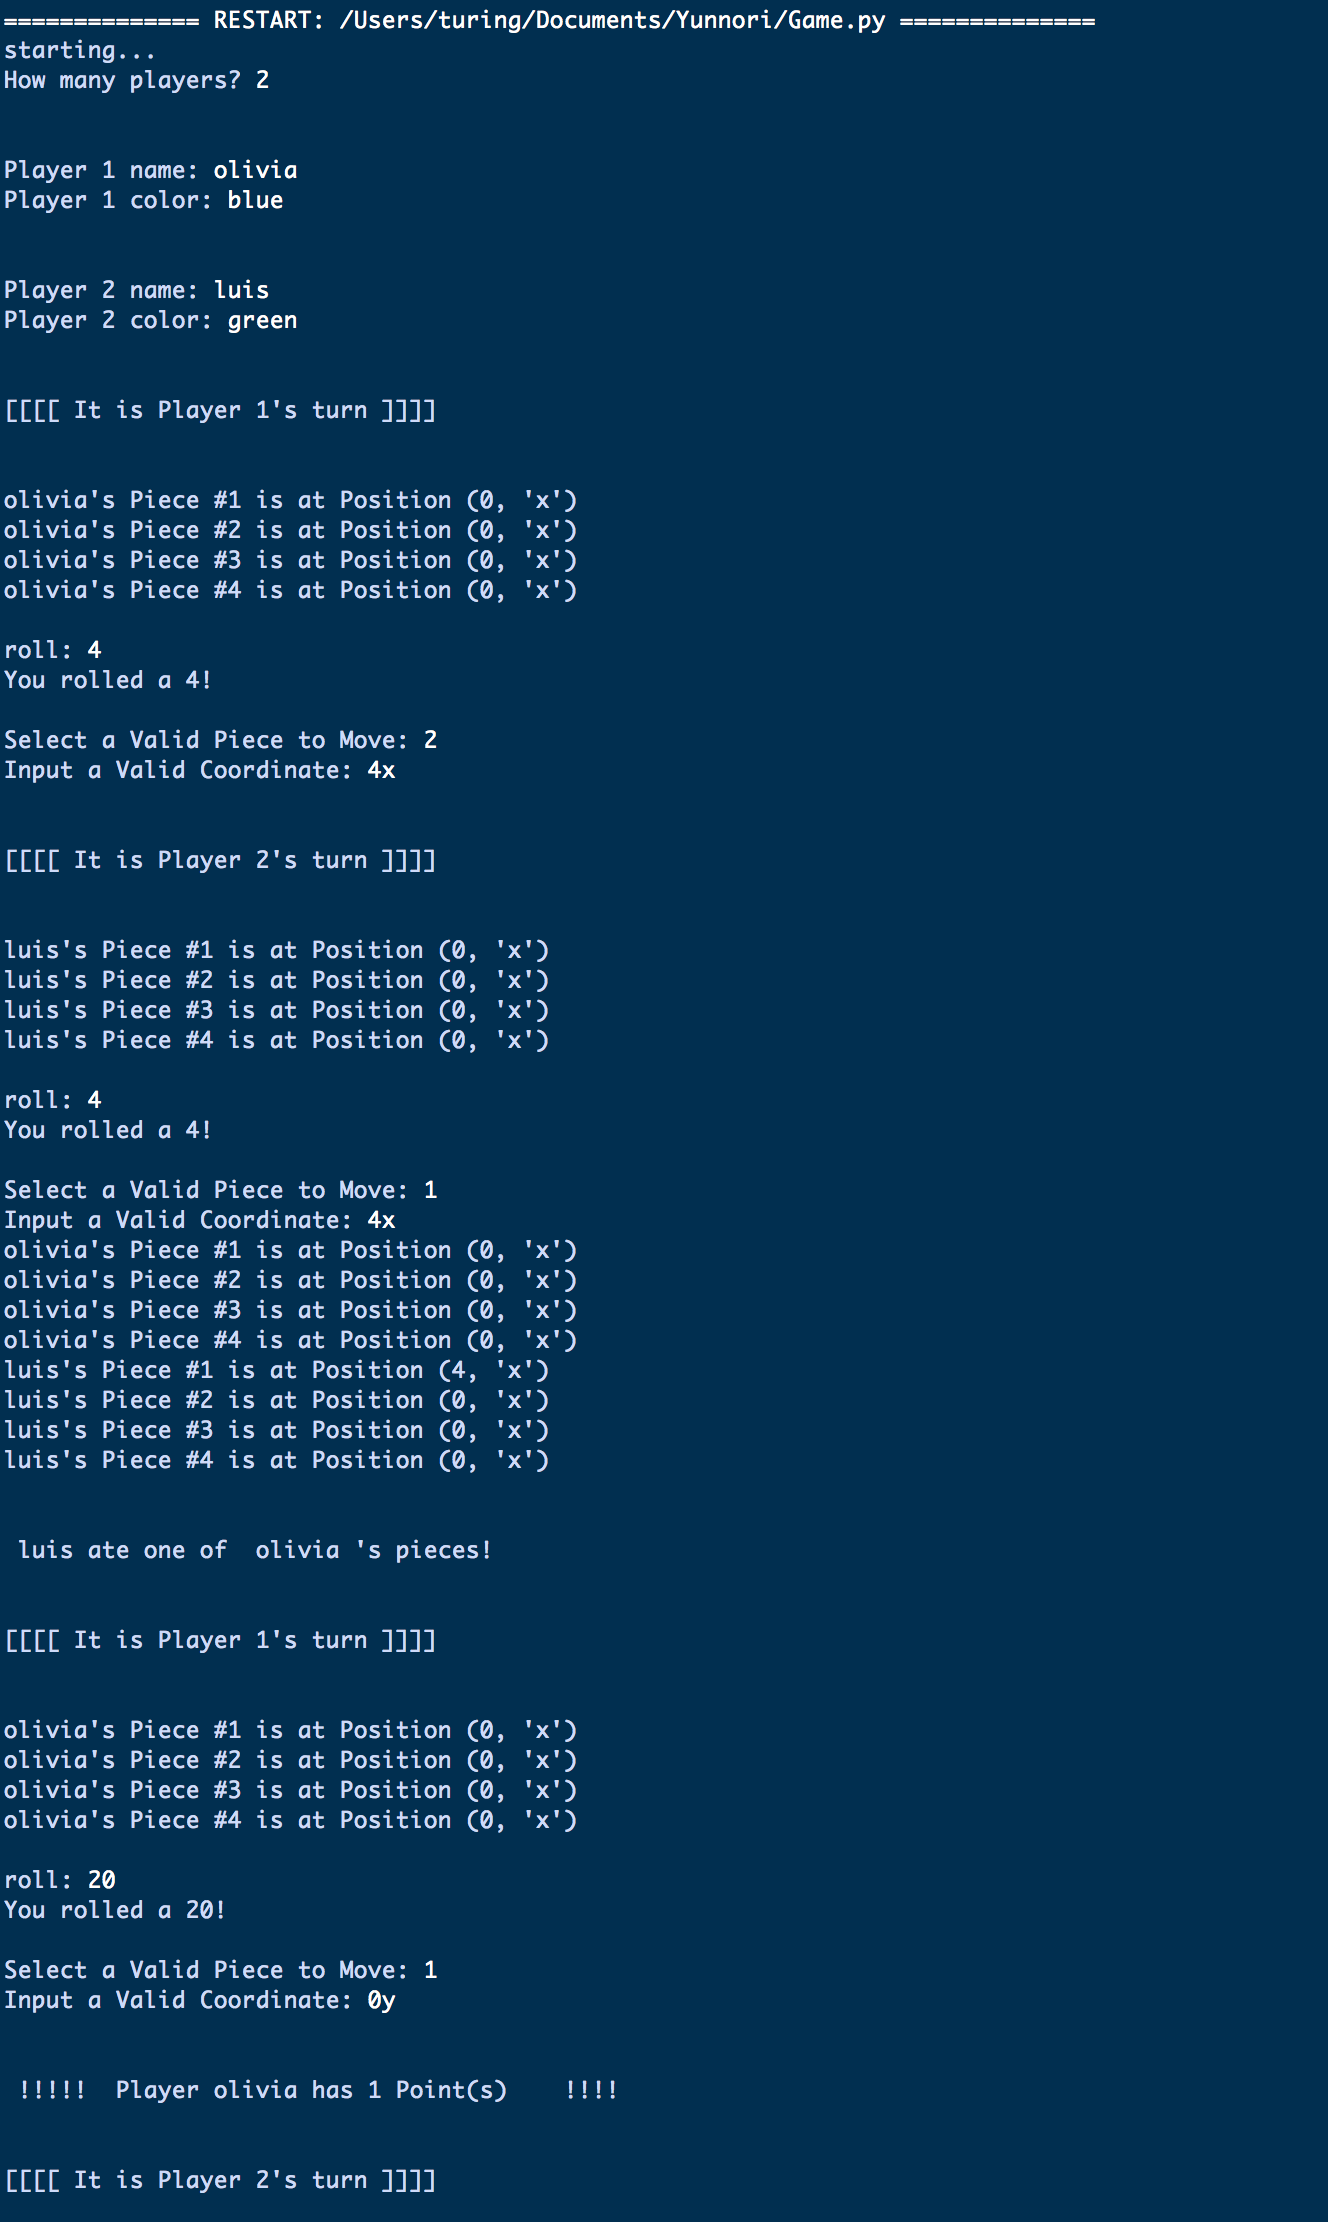 ============== RESTART: /Users/turing/Documents/Yunnori/Game.py ==============
starting...
How many players? 2
Player 1 name: olivia
Player 1 color: blue
Player 2 name: luis
Player 2 color: green
[[[[ It is Player 1's turn ]]]]
olivia's Piece #1 is at Position (0, 'x')
olivia's Piece #2 is at Position (0, 'x')
olivia's Piece #3 is at Position (0, 'x')
olivia's Piece #4 is at Position (0, 'x')
roll: 4
You rolled a 4!
Select a Valid Piece to Move: 2
Input a Valid Coordinate: 4x
[[[[ It is Player 2's turn ]]]]
luis's Piece #1 is at Position (0, 'x')
luis's Piece #2 is at Position (0, 'x')
luis's Piece #3 is at Position (0, 'x')
luis's Piece #4 is at Position (0, 'x')
roll: 4
You rolled a 4!
Select a Valid Piece to Move: 1
Input a Valid Coordinate: 4x
olivia's Piece #1 is at Position (0, 'x')
olivia's Piece #2 is at Position (0, 'x')
olivia's Piece #3 is at Position (0, 'x')
olivia's Piece #4 is at Position (0, 'x')
luis's Piece #1 is at Position (4, 'x')
luis's Piece #2 is at Position (0, 'x')
luis's Piece #3 is at Position (0, 'x')
luis's Piece #4 is at Position (0, 'x')
 luis ate one of  olivia 's pieces!
[[[[ It is Player 1's turn ]]]]
olivia's Piece #1 is at Position (0, 'x')
olivia's Piece #2 is at Position (0, 'x')
olivia's Piece #3 is at Position (0, 'x')
olivia's Piece #4 is at Position (0, 'x')
roll: 20
You rolled a 20!
Select a Valid Piece to Move: 1
Input a Valid Coordinate: 0y
 !!!!!  Player olivia has 1 Point(s)    !!!!
[[[[ It is Player 2's turn ]]]]